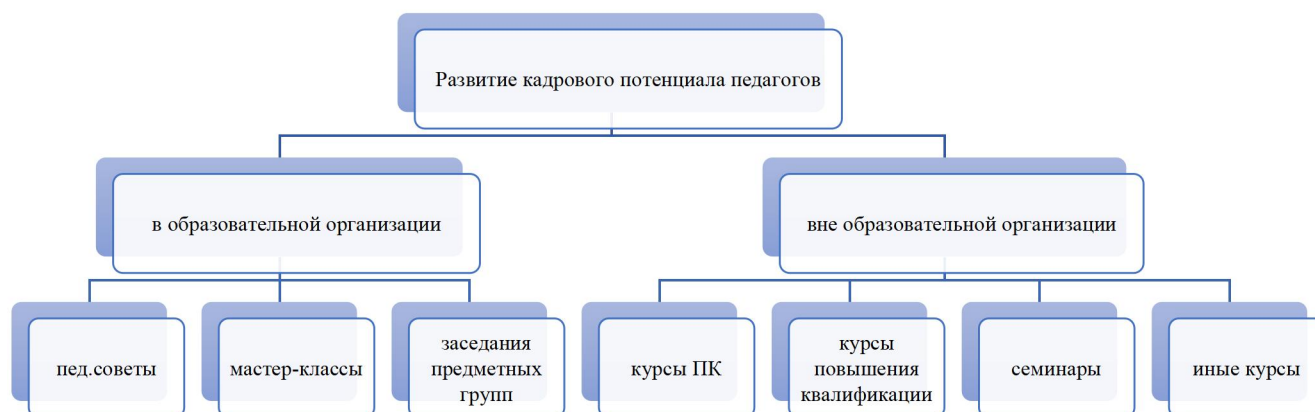 Развитие кадрового потенциала педагогов
в образовательной организации
вне образовательной организации
пед.советы
мастер-классы
заседания
предметных
групп
курсы ПК
курсы
повышения
квалификации
семинары
иные курсы